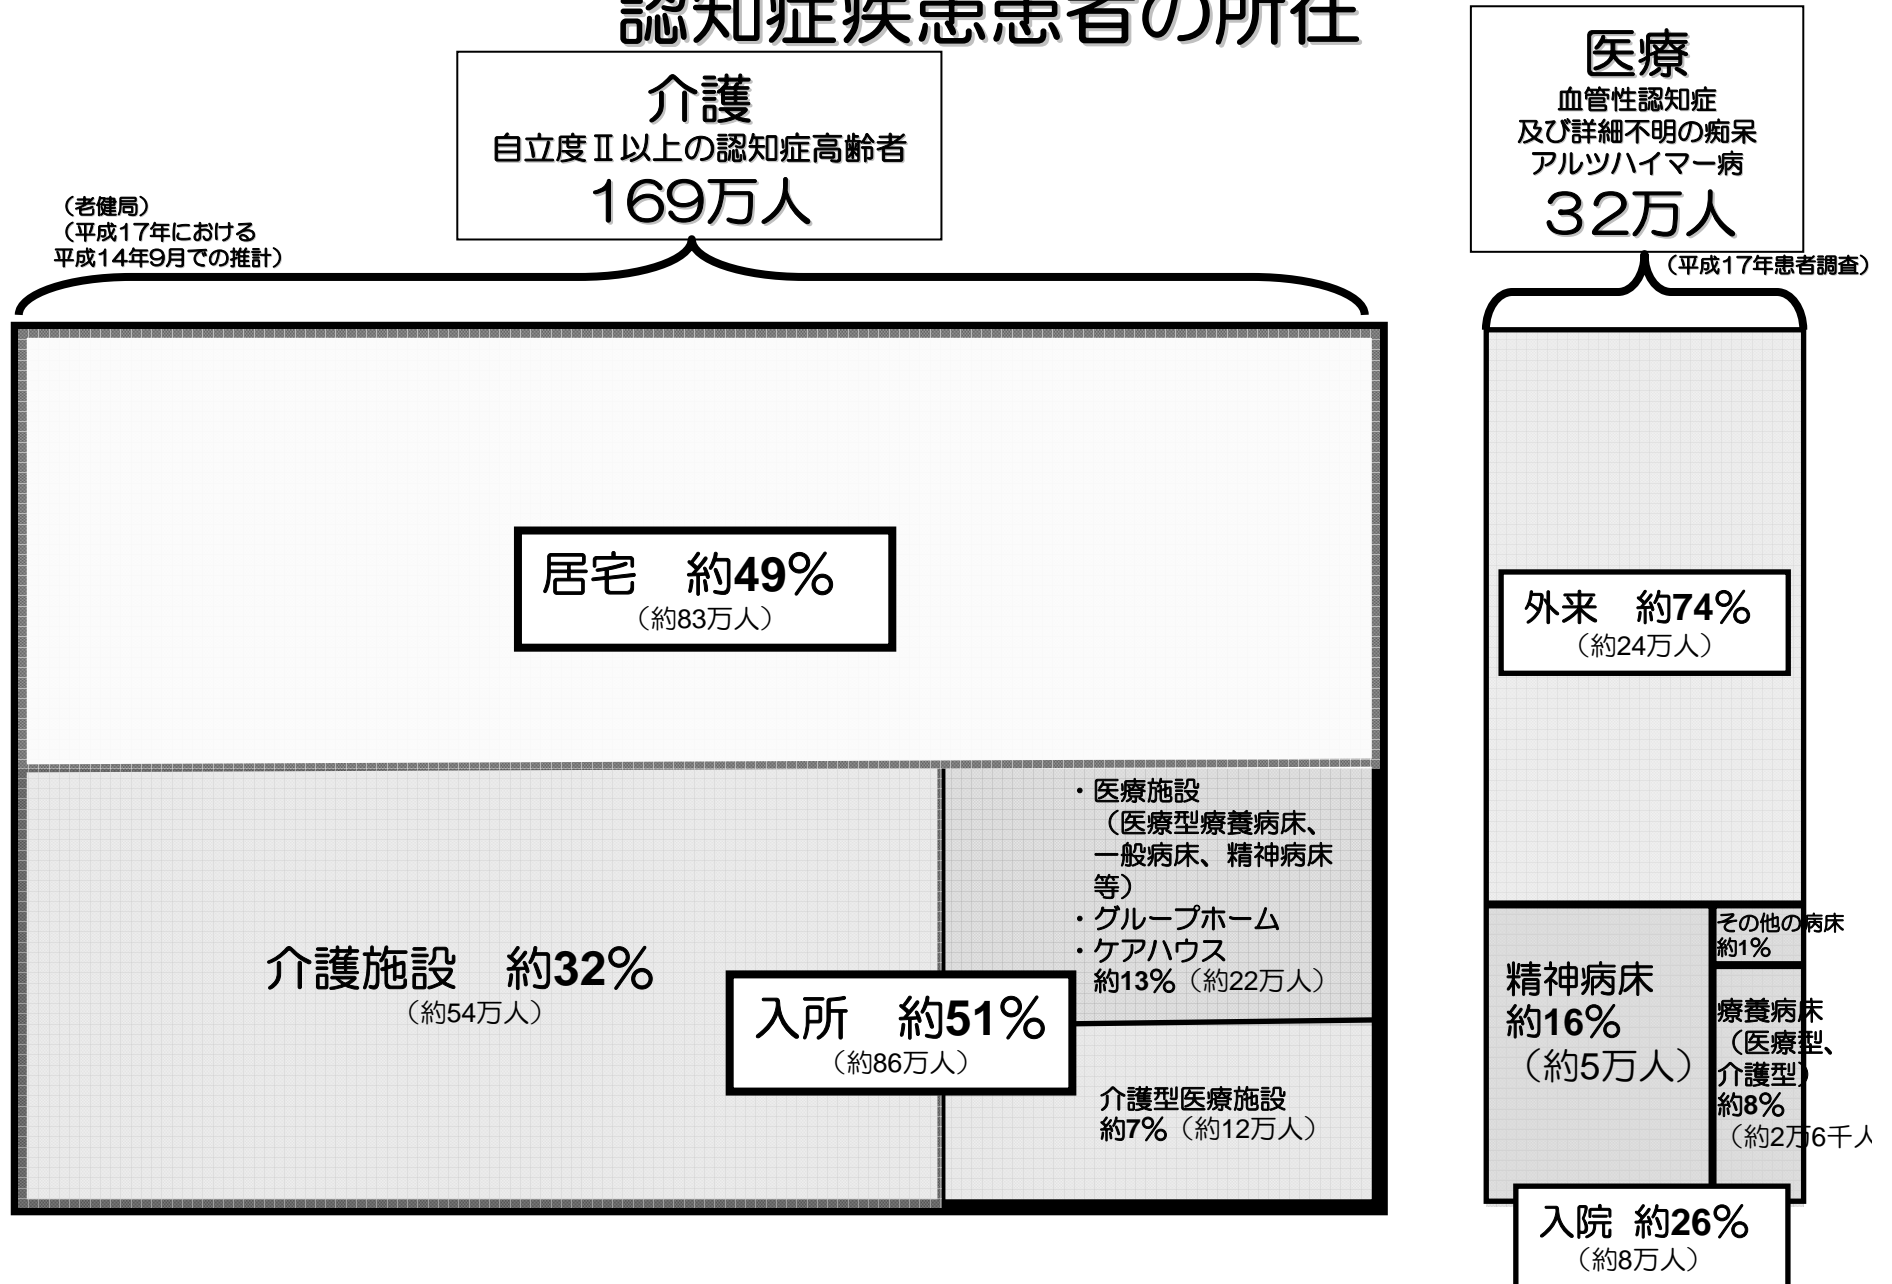 認知症疾患患者の所在
介護
自立度Ⅱ以上の認知症高齢者
169万人
医療
血管性認知症
及び詳細不明の痴呆
アルツハイマー病
32万人
（老健局）
（平成17年における
平成14年9月での推計）
（平成17年患者調査）
居宅　約49％
（約83万人）
介護施設　約32％
（約54万人）
入所　約51％
（約86万人）
・医療施設
（医療型療養病床、
一般病床、精神病床
等）
・グループホーム
・ケアハウス
約13％（約22万人）
介護型医療施設
約7％（約12万人）
外来　約74％
（約24万人）
精神病床
約16％
（約5万人）
その他の病床
約1％
療養病床
（医療型、
介護型）
約8％
（約2万6千人
入院 約26％
（約8万人）